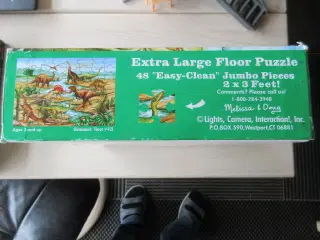 Extra Large Floor Puzzle
48 "Easy-Clean" Jumbo Pieces
2 x 3 Feet!
Comments? Please call us!
1-800-284-3948
Melissa & Doug
©Lights, Camera, Interaction!, Inc.
P.O. BOX 590, Westport, CT 06881
Ages 3 and up